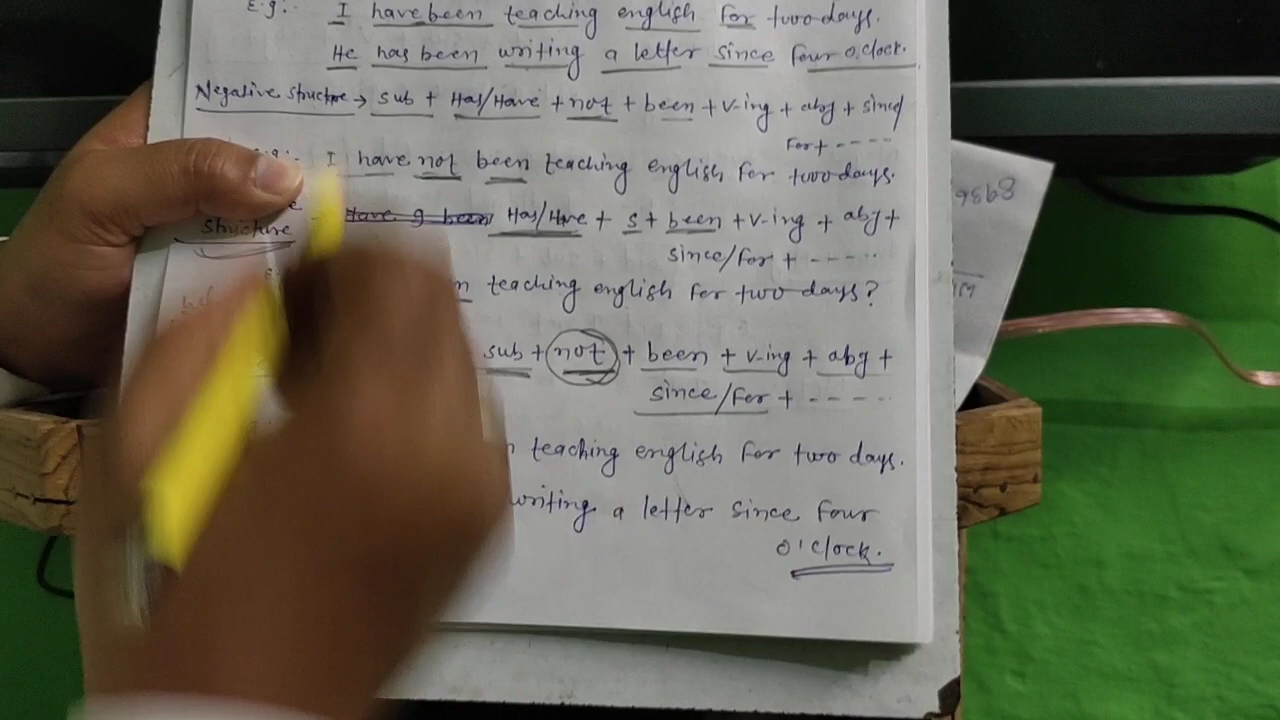 E.g:- I have been teaching english for two days.
He has been writing a letter since four o'clock.
Negative structure → sub + Has/Have + not + been + v-ing + obj + since/
For + ----
I have not been teaching english for two days.
structure Have I been Has/Have + s + been + v-ing + obj +
since/for + -----
teaching english for two days?
sub + not + been + v-ing + obj +
since/for + ----
teaching english for two days.
writing a letter since four
o'clock.
8936